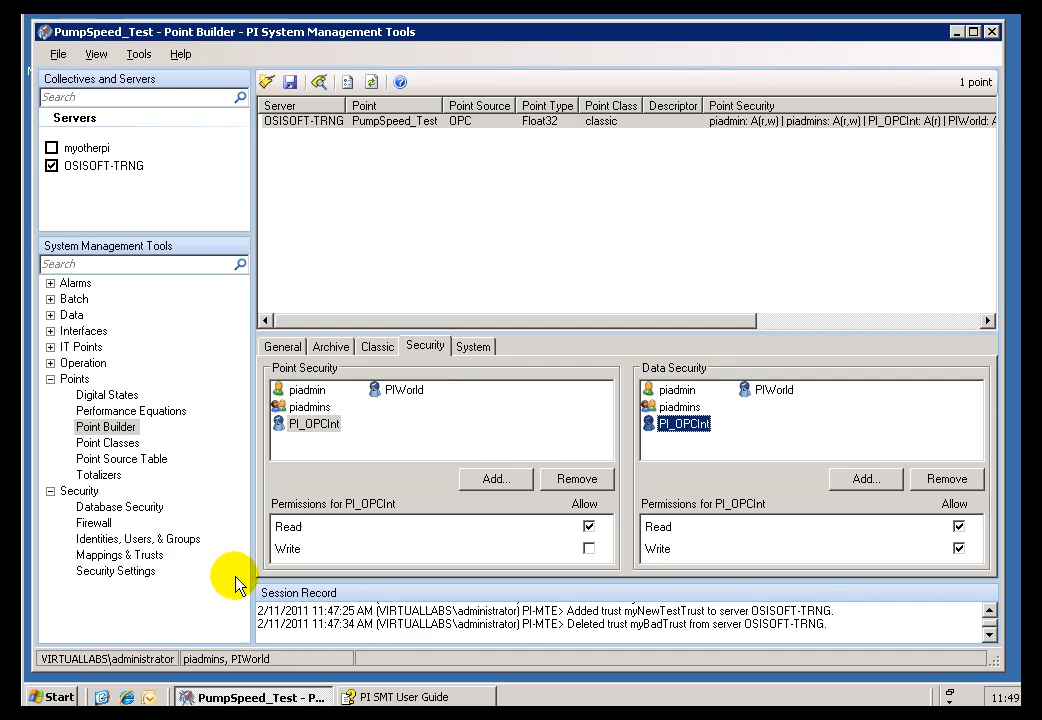 PumpSpeed_Test - Point Builder - PI System Management Tools
File View Tools Help
Collectives and Servers
Search
Servers
myotherpi
OSISOFT-TRNG
1 point
Server Point Point Source Point Type Point Class Descriptor Point Security
OSISOFT-TRNG PumpSpeed_Test OPC Float32 classic piadmin: A(r,w) | piadmins: A(r,w) | PI_OPCInt: A(r) | PIWorld: A
System Management Tools
Search
Alarms
Batch
Data
Interfaces
IT Points
Operation
Points
Digital States
Performance Equations
Point Builder
Point Classes
Point Source Table
Totalizers
Security
Database Security
Firewall
Identities, Users, & Groups
Mappings & Trusts
Security Settings
General Archive Classic Security System
Point Security
piadmin PIWorld
piadmins
PI_OPCInt
Add... Remove
Permissions for PI_OPCInt Allow
Read
Write
Data Security
piadmin PIWorld
piadmins
PI_OPCInt
Add... Remove
Permissions for PI_OPCInt Allow
Read
Write
Session Record
2/11/2011 11:47:25 AM (VIRTUALLABS\administrator) PI-MTE> Added trust myNewTestTrust to server OSISOFT-TRNG.
2/11/2011 11:47:34 AM (VIRTUALLABS\administrator) PI-MTE> Deleted trust myBadTrust from server OSISOFT-TRNG.
VIRTUALLABS\administrator piadmins, PIWorld
Start PumpSpeed_Test - P... PI SMT User Guide 11:49